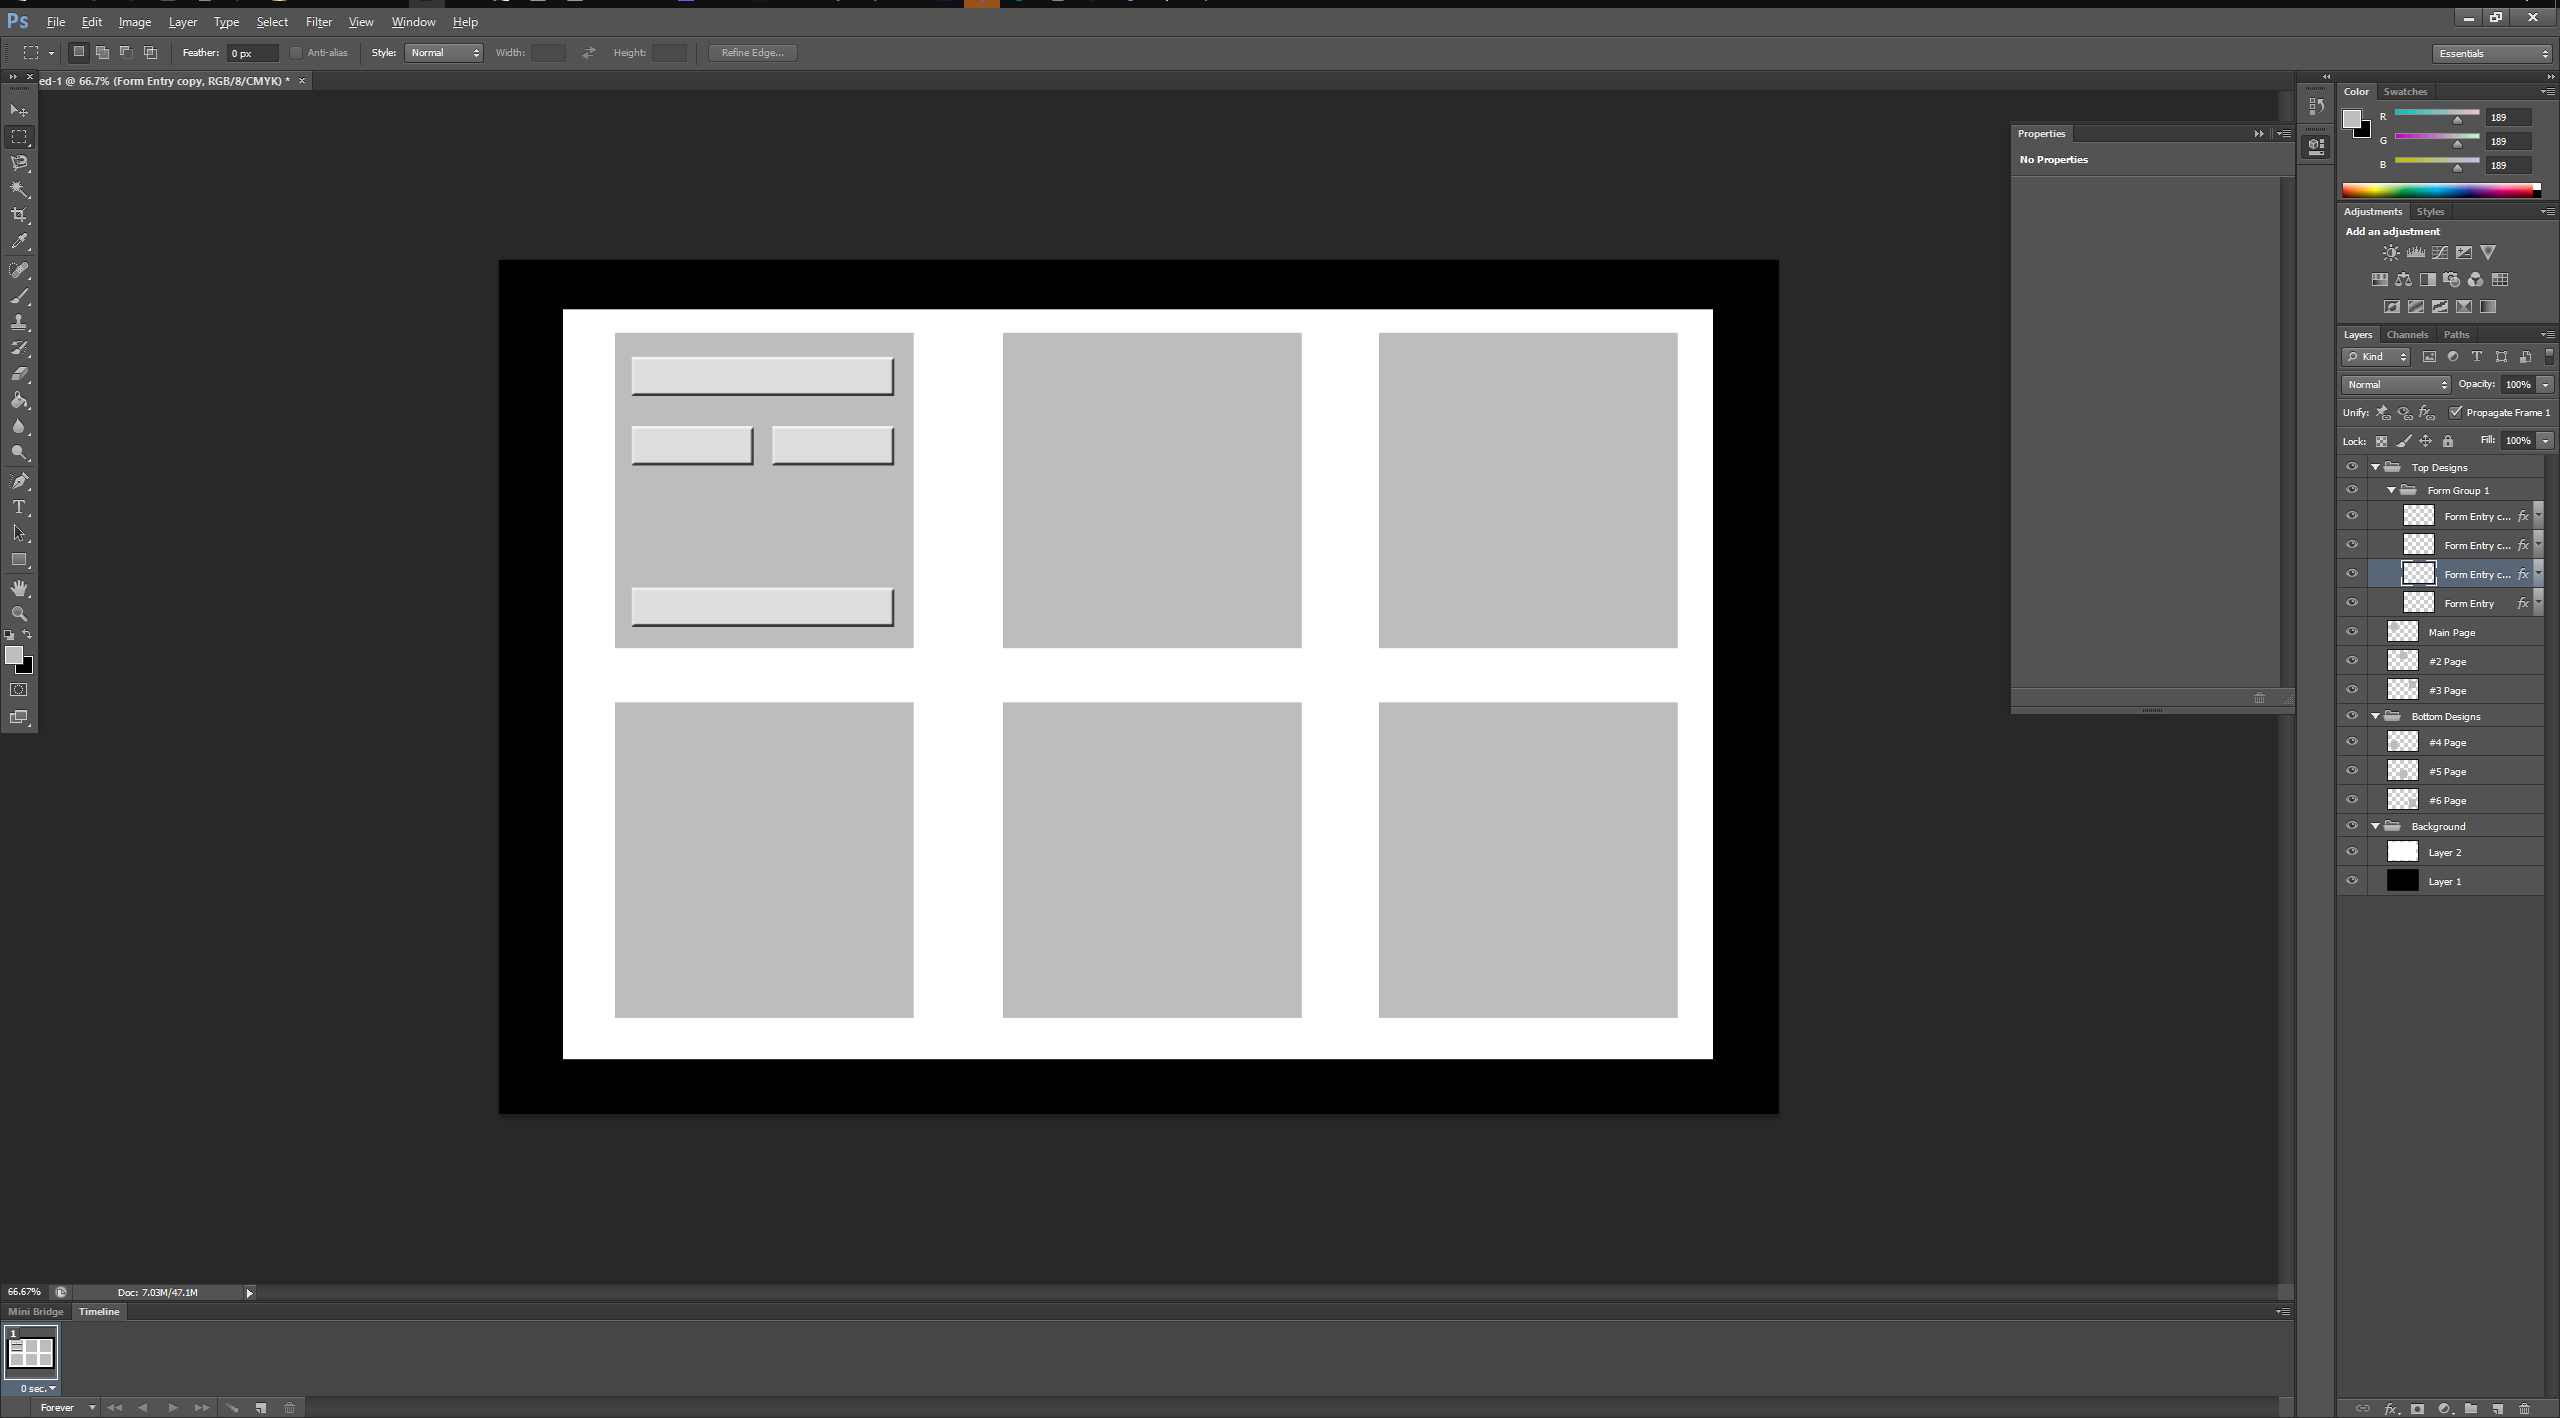 Ps File Edit Image Layer Type Select Filter View Window Help
Feather: 0 px Anti-alias Style: Normal Width: Height: Refine Edge... Essentials
ed-1 @ 66.7% (Form Entry copy, RGB/8/CMYK) *
Color Swatches
R 189
G 189
B 189
Properties
No Properties
Adjustments Styles
Add an adjustment
Layers Channels Paths
Kind
Normal Opacity: 100%
Unify: Propagate Frame 1
Lock: Fill: 100%
Top Designs
Form Group 1
Form Entry c... fx
Form Entry c... fx
Form Entry c... fx
Form Entry fx
Main Page
#2 Page
#3 Page
Bottom Designs
#4 Page
#5 Page
#6 Page
Background
Layer 2
Layer 1
66.67% Doc: 7.03M/47.1M
Mini Bridge Timeline
1
0 sec.
Forever
fx